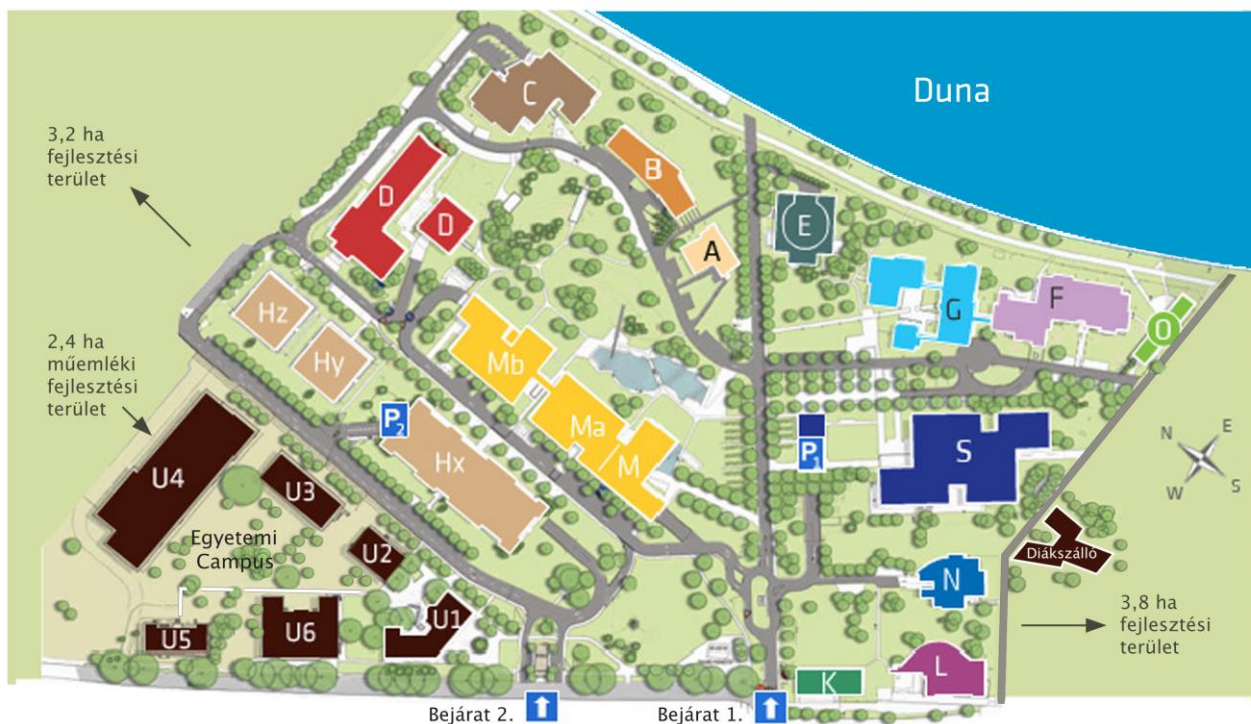 Duna
3,2 ha
fejlesztési
terület
C
B
D
D
A
E
G
F
O
2,4 ha
műemléki
fejlesztési
terület
Hz
Hy
Mb
Ma
M
P2
Hx
P1
S
N
E
W
S
U4
U3
Egyetemi
Campus
U2
U1
U5
U6
Diákszálló
N
3,8 ha
fejlesztési
terület
K
L
Bejárat 2.
Bejárat 1.